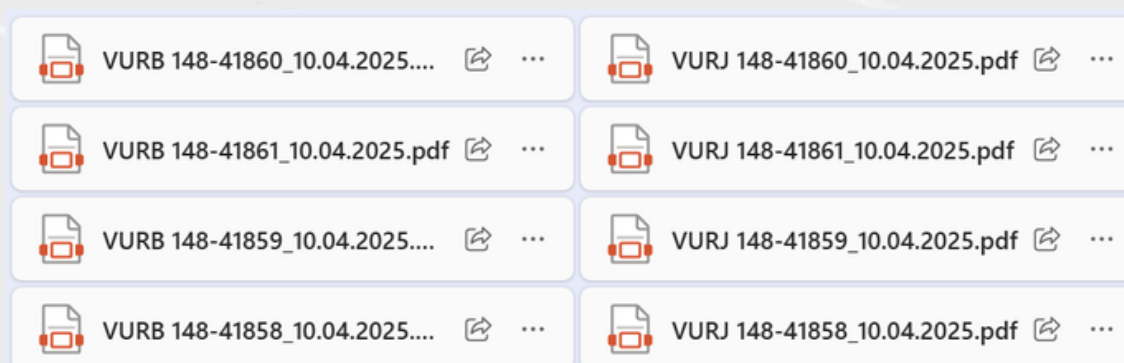 VURB 148-41860_10.04.2025....
VURJ 148-41860_10.04.2025.pdf
VURB 148-41861_10.04.2025.pdf
VURJ 148-41861_10.04.2025.pdf
VURB 148-41859_10.04.2025....
VURJ 148-41859_10.04.2025.pdf
VURB 148-41858_10.04.2025....
VURJ 148-41858_10.04.2025.pdf